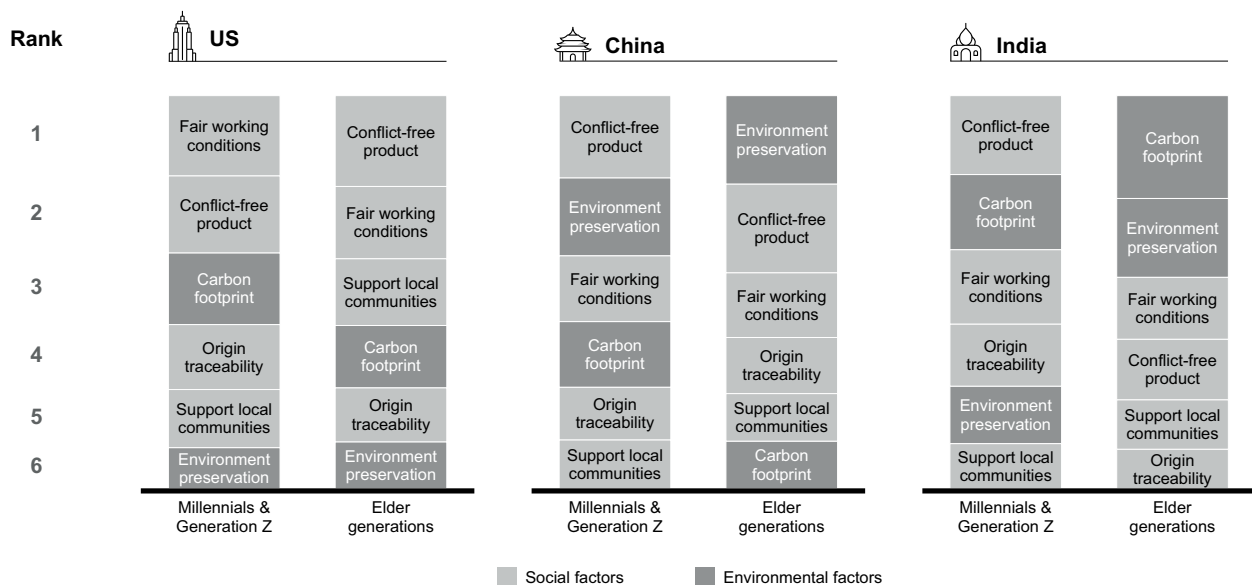 Rank
US
China
India
1
2
3
4
5
6
Fair working
conditions
Conflict-free
product
Carbon
footprint
Origin
traceability
Support local
communities
Environment
preservation
Millennials &
Generation Z
Conflict-free
product
Fair working
conditions
Support local
communities
Carbon
footprint
Origin
traceability
Environment
preservation
Elder
generations
Conflict-free
product
Environment
preservation
Fair working
conditions
Carbon
footprint
Origin
traceability
Support local
communities
Millennials &
Generation Z
Environment
preservation
Conflict-free
product
Fair working
conditions
Origin
traceability
Support local
communities
Carbon
footprint
Elder
generations
Conflict-free
product
Carbon
footprint
Fair working
conditions
Origin
traceability
Environment
preservation
Support local
communities
Millennials &
Generation Z
Carbon
footprint
Environment
preservation
Fair working
conditions
Conflict-free
product
Support local
communities
Origin
traceability
Elder
generations
Social factors
Environmental factors